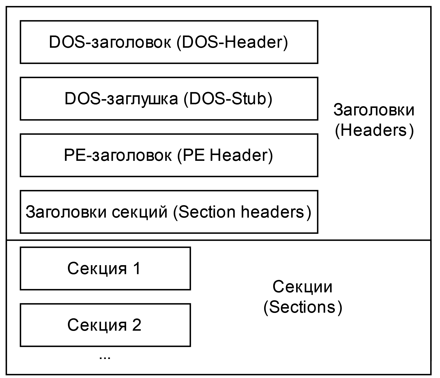 DOS-заголовок (DOS-Header)
DOS-заглушка (DOS-Stub)
PE-заголовок (PE Header)
Заголовки секций (Section headers)
Заголовки
(Headers)
Секция 1
Секция 2
...
Секции
(Sections)